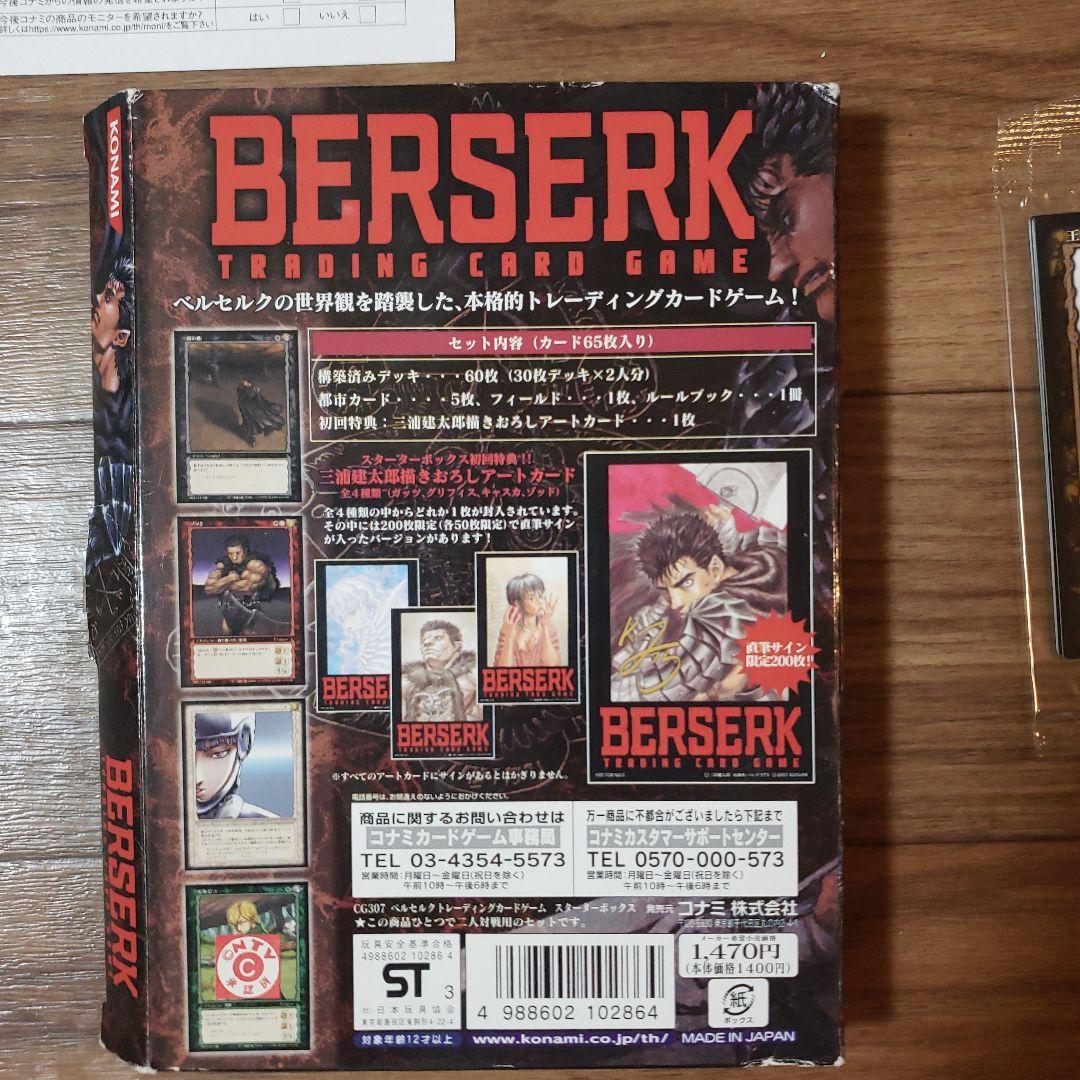 今後コナミからの情報の発信を希望されますか?
今後コナミの商品のモニターを希望されますか?
はい
いいえ
詳しくはhttps://www.konami.co.jp/th/moni/をご覧下さい
KONAMI
BERSERK
TRADING CARD GAME
ベルセルクの世界観を踏襲した、本格的トレーディングカードゲーム!
セット内容(カード65枚入り)
構築済みデッキ・・・60枚(30枚デッキ×2人分)
都市カード・・・・5枚、フィールド・・・1枚、ルールブック・・・1冊
初回特典:三浦建太郎描きおろしアートカード・・・1枚
スターターボックス初回特典!!
三浦建太郎描きおろしアートカード
全4種類(ガッツ、グリフィス、キャスカ、ゾッド)
全4種類の中からどれか1枚が封入されています。
その中には200枚限定(各50枚限定)で直筆サイン
が入ったバージョンがあります!
直筆サイン
限定200枚!!
BERSERK
TRADING CARD
BERSERK
TRADING CARD GAME
BERSERK
TRADING CARD GAME
BERSERK
TRADING CARD GAME
※すべてのアートカードにサインがあるとはかぎりません。
電話番号は、お間違えのないようにおかけください。
商品に関するお問い合わせは
コナミカードゲーム事務局
TEL 03-4354-5573
営業時間:月曜日~金曜日(祝日を除く)
午前10時~午後6時まで
万一商品に不都合がございましたら下記まで
コナミカスタマーサポートセンター
TEL 0570-000-573
営業時間:月曜日~金曜日(祝日を除く)
午前10時~午後6時まで
CG307 ベルセルクトレーディングカードゲーム スターターボックス 発売元 コナミ株式会社
★この商品ひとつで二人対戦用のセットです。
玩具安全基準合格
4988602 10286 4
ST 3
(社)日本玩具協会
東京都墨田区東駒形4-22-4
対象年齢12才以上
4 988602 102864
www.konami.co.jp/th/
メーカー希望小売価格
1,470円
(本体価格1400円)
紙
ボックス
MADE IN JAPAN
©NTV
C
承認済
BERSERK